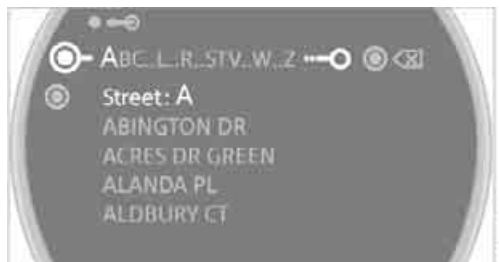 ABC..L..R..STV..W..Z
Street: A
ABINGTON DR
ACRES DR GREEN
ALANDA PL
ALDBURY CT